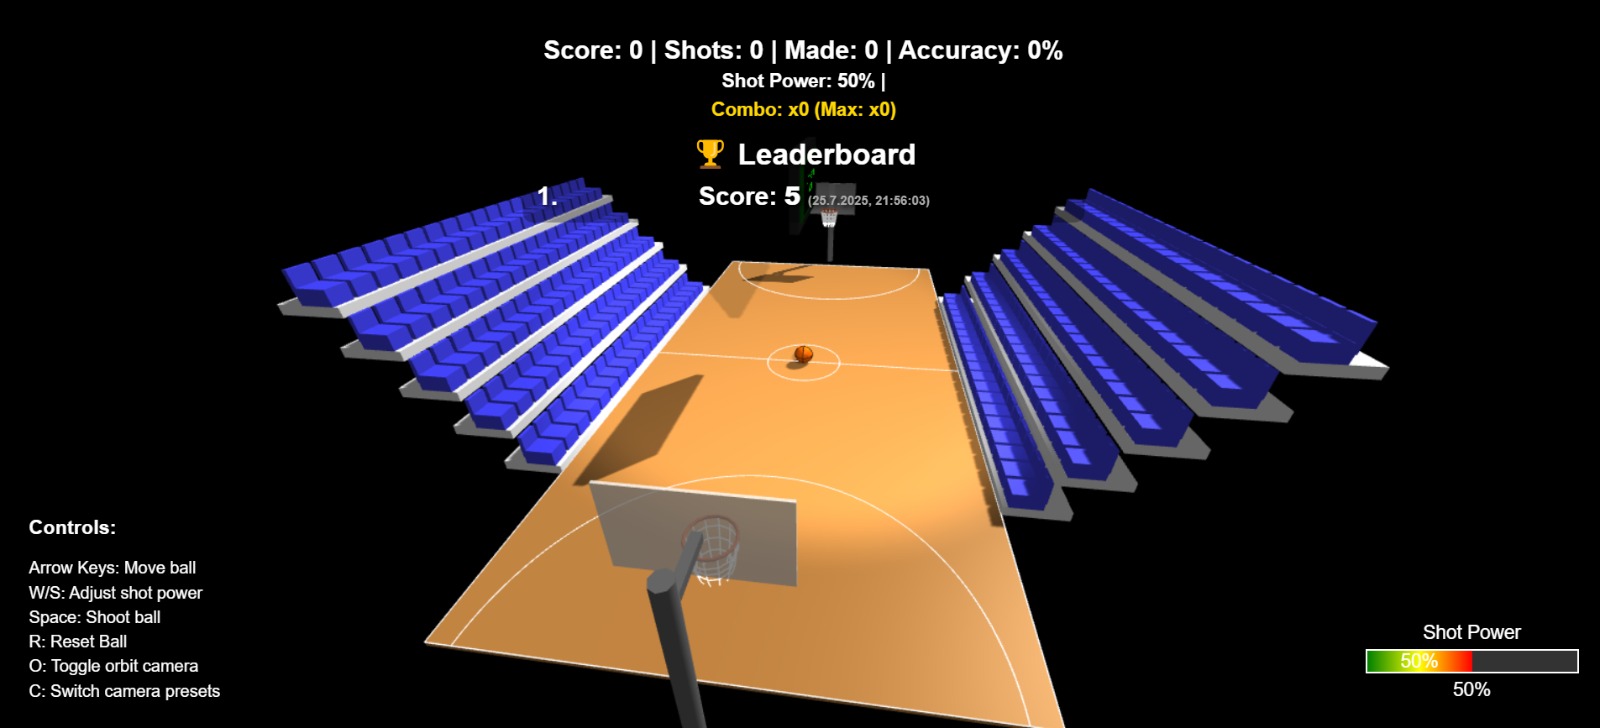 Score: 0 | Shots: 0 | Made: 0 | Accuracy: 0%
Shot Power: 50% |
Combo: x0 (Max: x0)
🏆 Leaderboard
1. Score: 5 (25.7.2025, 21:56:03)
Controls:
Arrow Keys: Move ball
W/S: Adjust shot power
Space: Shoot ball
R: Reset Ball
O: Toggle orbit camera
C: Switch camera presets
Shot Power
50%
50%